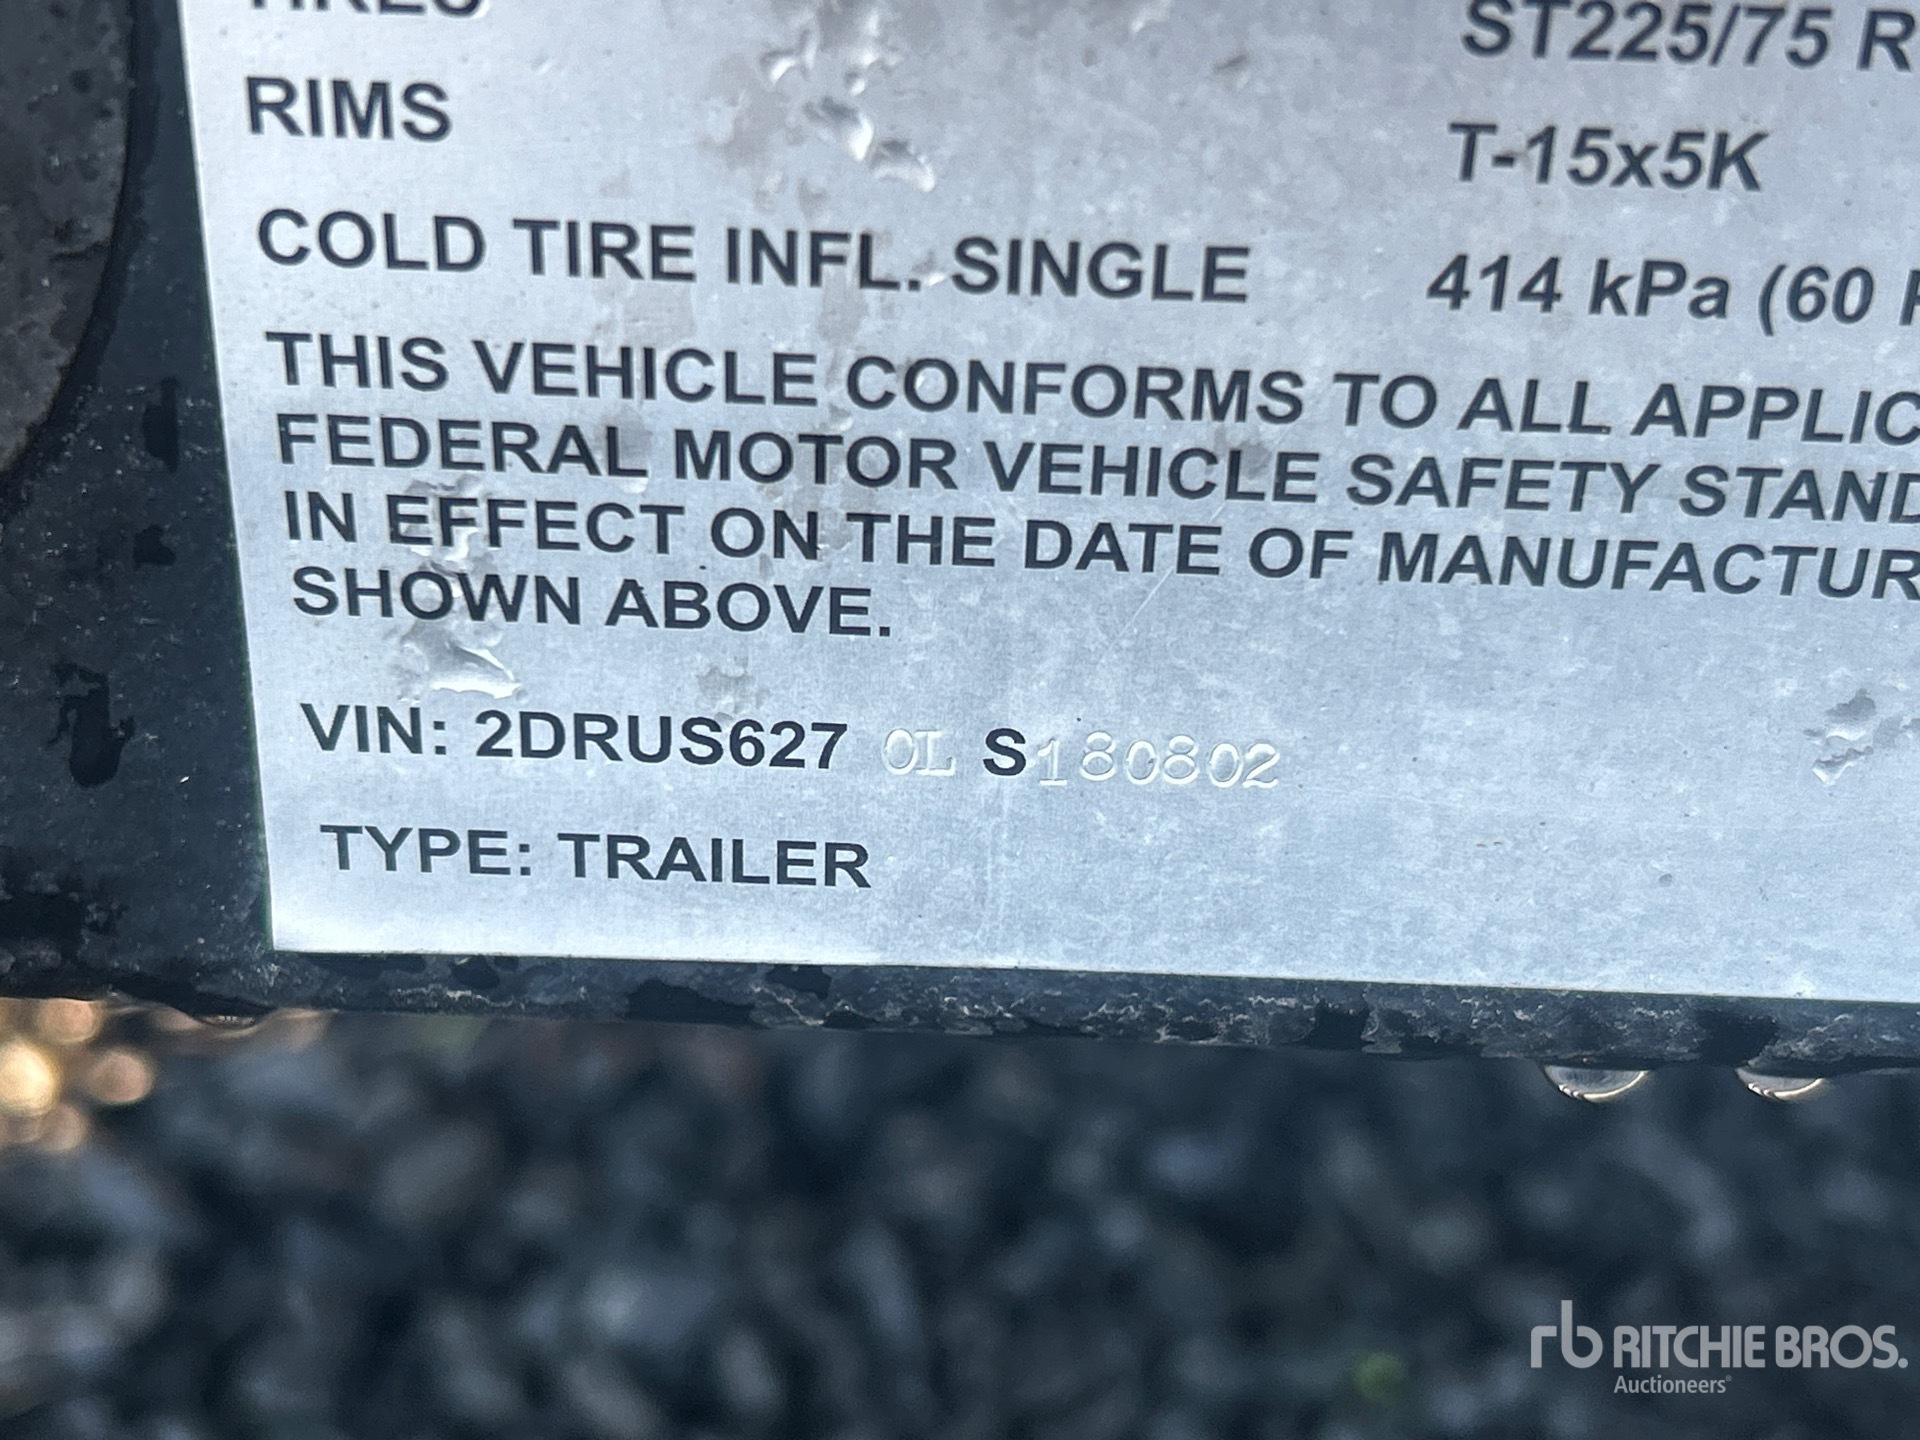 TIRES ST225/75 R
RIMS T-15x5K
COLD TIRE INFL. SINGLE 414 kPa (60 P
THIS VEHICLE CONFORMS TO ALL APPLIC
FEDERAL MOTOR VEHICLE SAFETY STAND
IN EFFECT ON THE DATE OF MANUFACTUR
SHOWN ABOVE.
VIN: 2DRUS627 0L S180802
TYPE: TRAILER
rb RITCHIE BROS.
Auctioneers